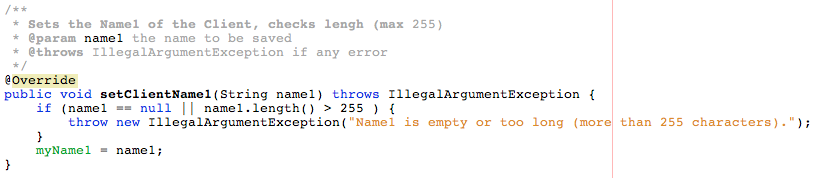 /**
 * Sets the Name1 of the Client, checks lengh (max 255)
 * @param name1 the name to be saved
 * @throws IllegalArgumentException if any error
 */
@Override
public void setClientName1(String name1) throws IllegalArgumentException {
    if (name1 == null || name1.length() > 255 ) {
        throw new IllegalArgumentException("Name1 is empty or too long (more than 255 characters).");
    }
    myName1 = name1;
}